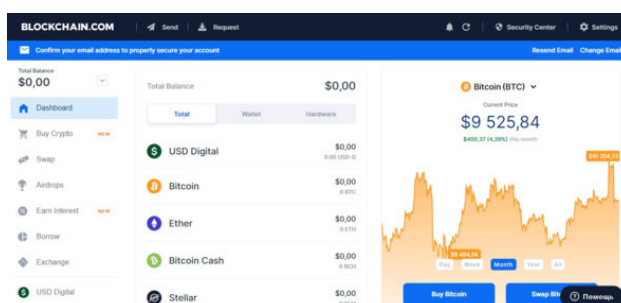 BLOCKCHAIN.COM Send Request Security Center Settings
Confirm your email address to properly secure your account Resend Email Change Email
Total Balance
$0,00
Dashboard
Buy Crypto NEW
Swap
Airdrops
Earn Interest NEW
Borrow
Exchange
USD Digital
Total Balance $0,00
Total Wallet Hardware
USD Digital $0,00
0.00 USD-D
Bitcoin $0,00
0 BTC
Ether $0,00
0 ETH
Bitcoin Cash $0,00
0 BCH
Stellar $0,00
Bitcoin (BTC)
Current Price
$9 525,84
$400,37 (4,39%) this month
$10 204,23
$8 494,34
Day Week Month Year All
Buy Bitcoin Swap Bit
Помощь